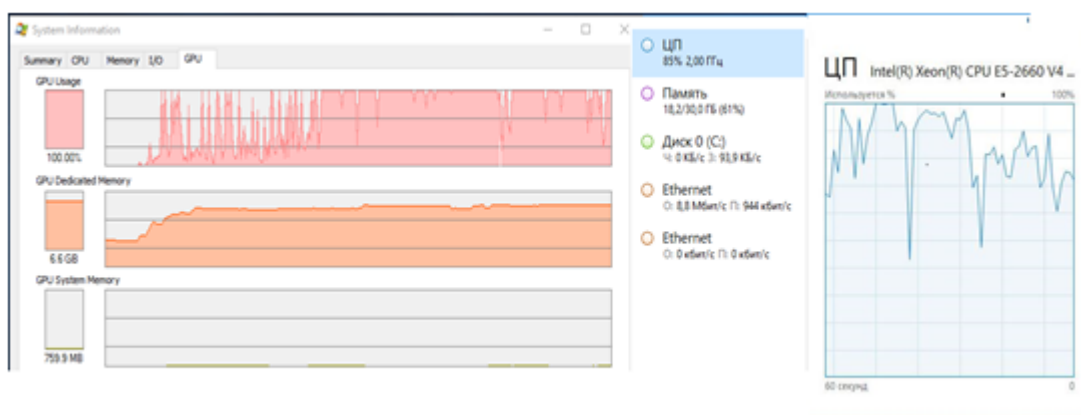 System Information
Summary CPU Memory I/O GPU
GPU Usage
100.00%
GPU Dedicated Memory
6.6 GB
GPU System Memory
759.9 MB
ЦП
85% 2,00 ГГц
Память
18,2/30,0 ГБ (61%)
Диск 0 (C:)
Ч: 0 КБ/с З: 93,9 КБ/с
Ethernet
О: 8,8 Мбит/с П: 944 кбит/с
Ethernet
О: 0 кбит/с П: 0 кбит/с
ЦП Intel(R) Xeon(R) CPU E5-2660 V4 ...
Используется % 100%
60 секунд 0